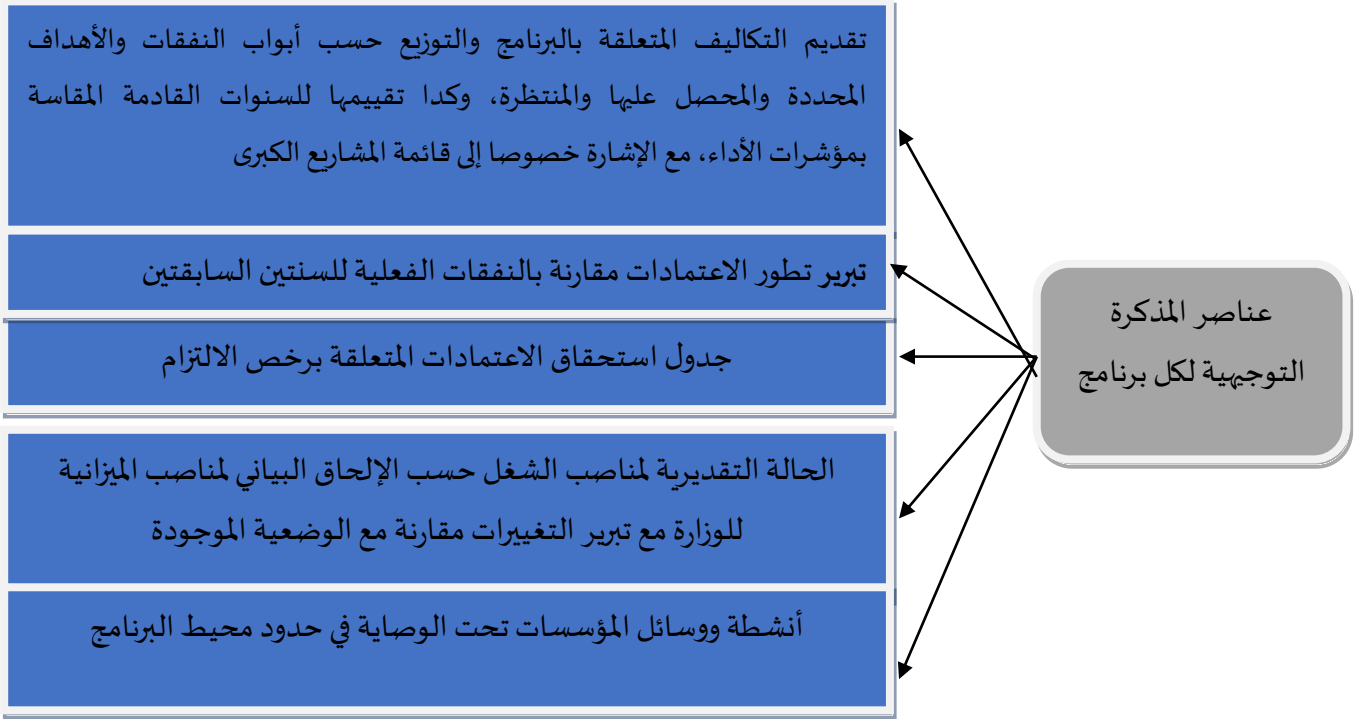 عناصر المذكرة
التوجيهية لكل برنامج
تقديم التكاليف المتعلقة بالبرنامج والتوزيع حسب أبواب النفقات والأهداف
المحددة والمحصل عليها والمنتظرة، وكدا تقييمها للسنوات القادمة المقاسة
بمؤشرات الأداء، مع الإشارة خصوصا إلى قائمة المشاريع الكبرى
تبرير تطور الاعتمادات مقارنة بالنفقات الفعلية للسنتين السابقتين
جدول استحقاق الاعتمادات المتعلقة برخص الالتزام
الحالة التقديرية لمناصب الشغل حسب الإلحاق البياني لمناصب الميزانية
للوزارة مع تبرير التغييرات مقارنة مع الوضعية الموجودة
أنشطة ووسائل المؤسسات تحت الوصاية في حدود محيط البرنامج